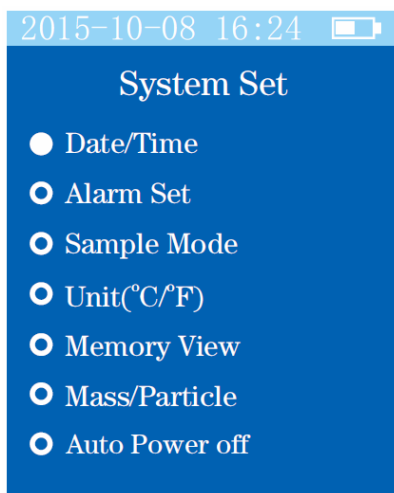 2015-10-08 16:24
System Set
Date/Time
Alarm Set
Sample Mode
Unit(℃/℉)
Memory View
Mass/Particle
Auto Power off